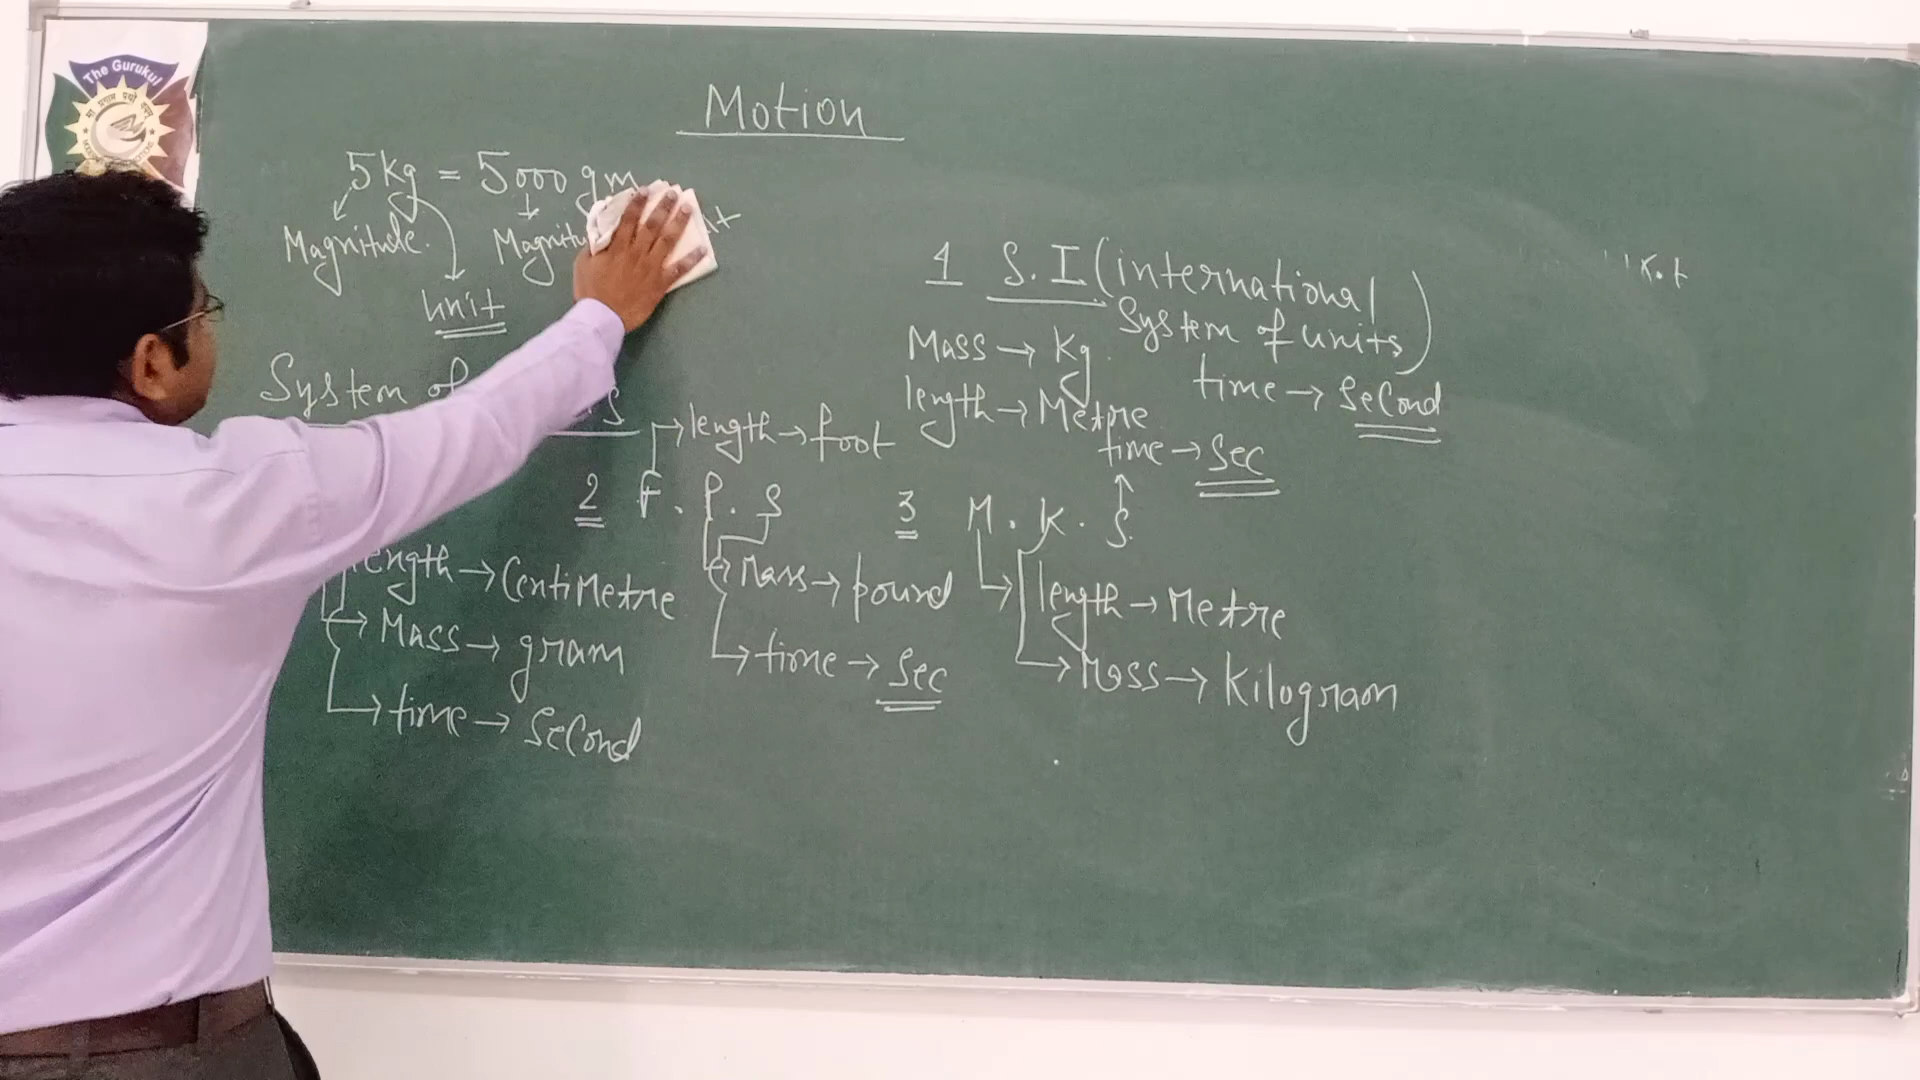 The Gurukul
Motion
5 kg = 5000 gm
Magnitude.
unit
System of
1 S.I (international
System of units)
Mass → Kg.
length → Metre
time → Second
2 F. P. S
length → foot
Mass → pound
time → Sec
3 M. K. S.
time → Sec
length → Metre
Mass → Kilogram
length → CentiMetre
Mass → gram
time → Second